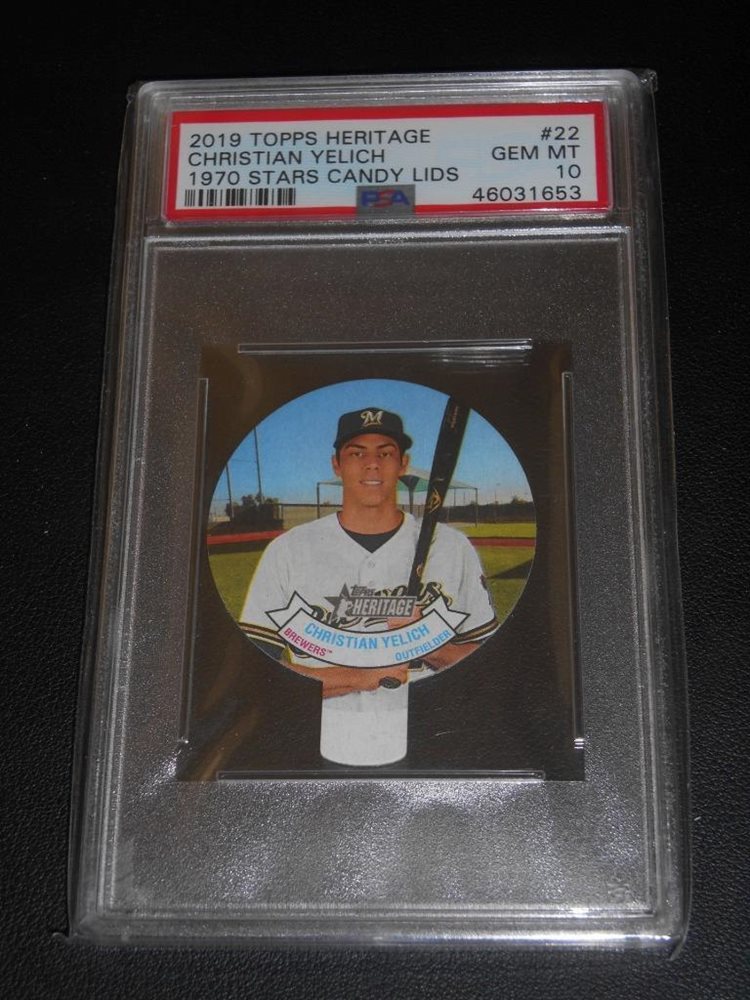 2019 TOPPS HERITAGE #22
CHRISTIAN YELICH GEM MT
1970 STARS CANDY LIDS 10
PSA 46031653
M
TOPPS
HERITAGE
CHRISTIAN YELICH
BREWERS™
OUTFIELDER